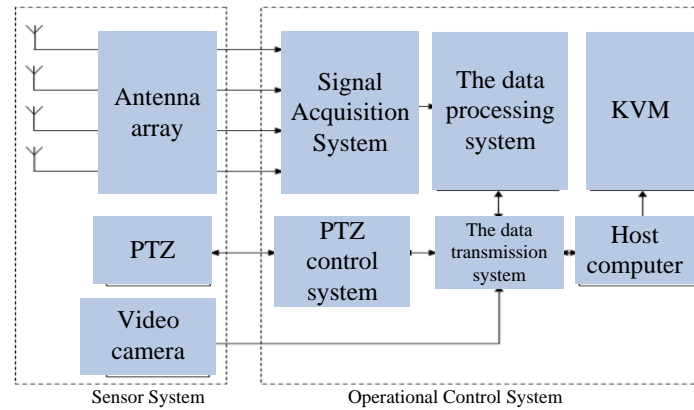 Antenna
array
Signal
Acquisition
System
The data
processing
system
KVM
PTZ
PTZ
control
system
The data
transmission
system
Host
computer
Video
camera
Sensor System
Operational Control System